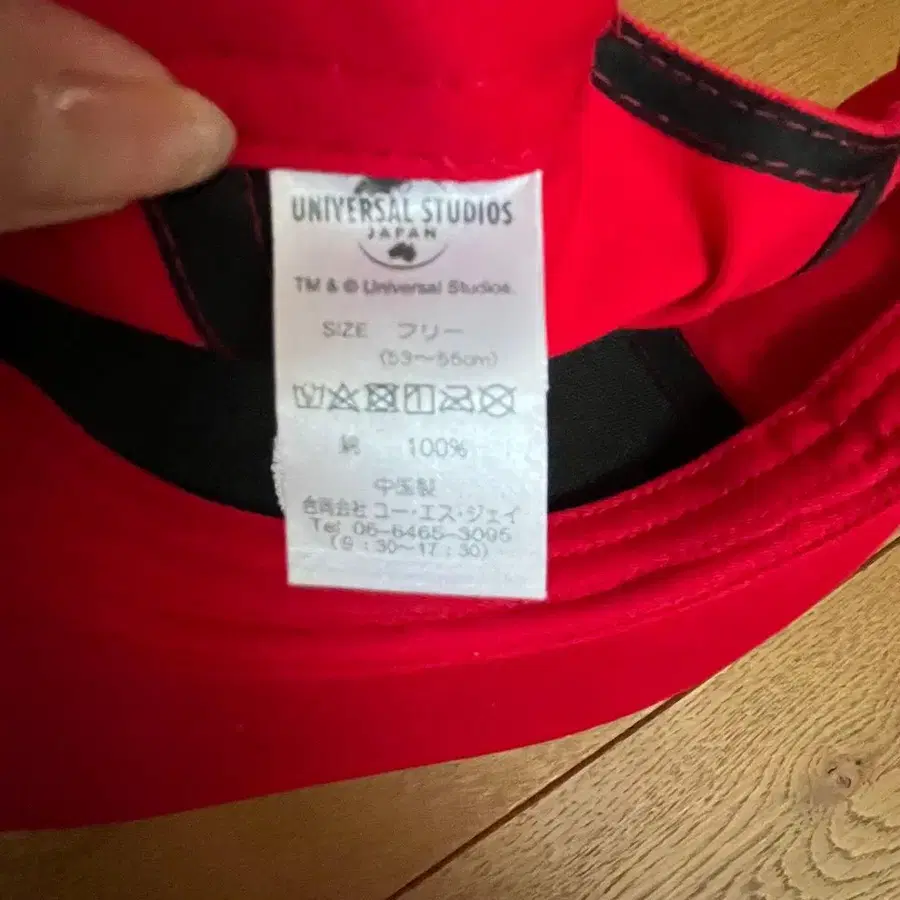 UNIVERSAL STUDIOS
JAPAN
TM & © Universal Studios.
SIZE フリー
(53~55cm)
綿 100%
中国製
合同会社 ユー・エス・ジェイ
Tel 06-6465-3005
(9:30~17:30)